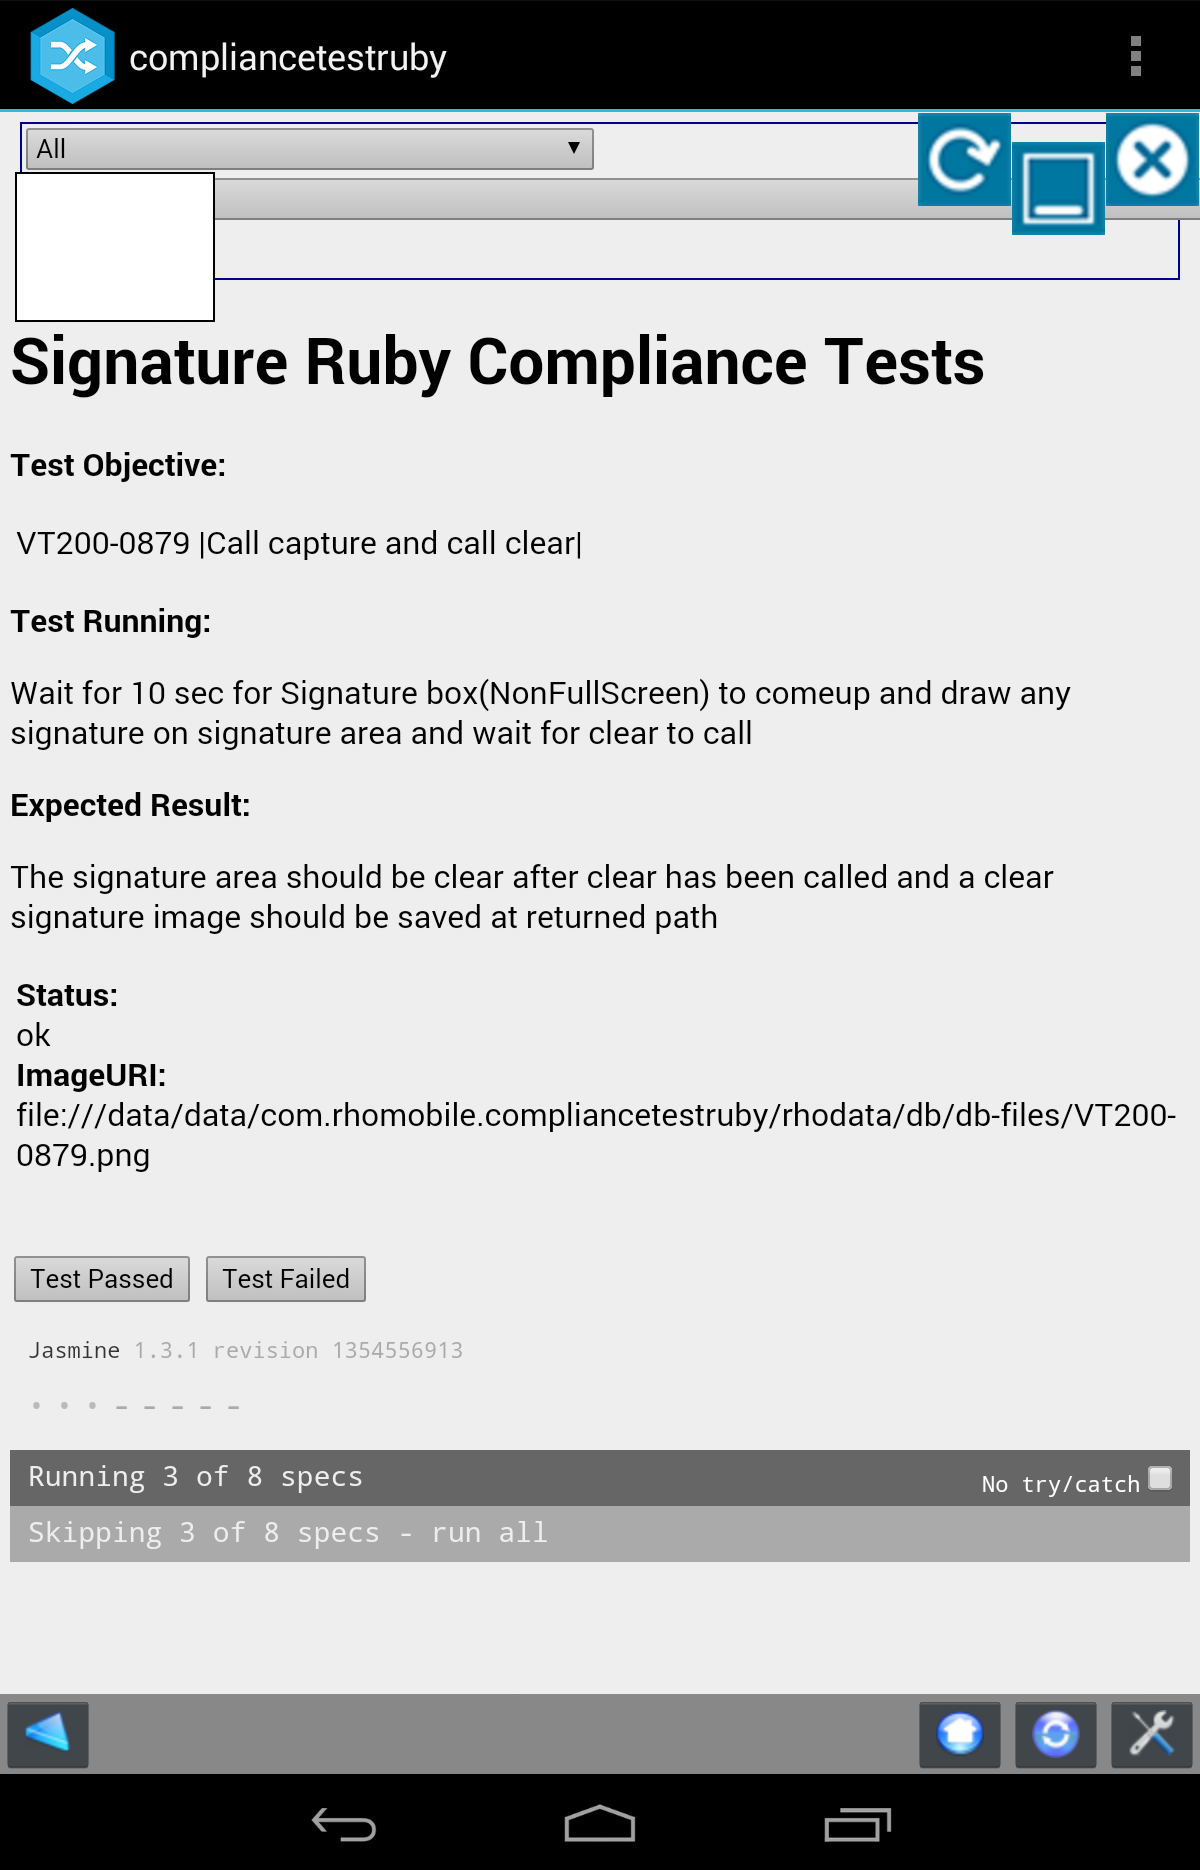 compliancetestruby
All
Signature Ruby Compliance Tests
Test Objective:
VT200-0879 |Call capture and call clear|
Test Running:
Wait for 10 sec for Signature box(NonFullScreen) to comeup and draw any
signature on signature area and wait for clear to call
Expected Result:
The signature area should be clear after clear has been called and a clear
signature image should be saved at returned path
Status:
ok
ImageURI:
file:///data/data/com.rhomobile.compliancetestruby/rhodata/db/db-files/VT200-
0879.png
Test Passed Test Failed
Jasmine 1.3.1 revision 1354556913
• • • - - - - -
Running 3 of 8 specs No try/catch
Skipping 3 of 8 specs - run all